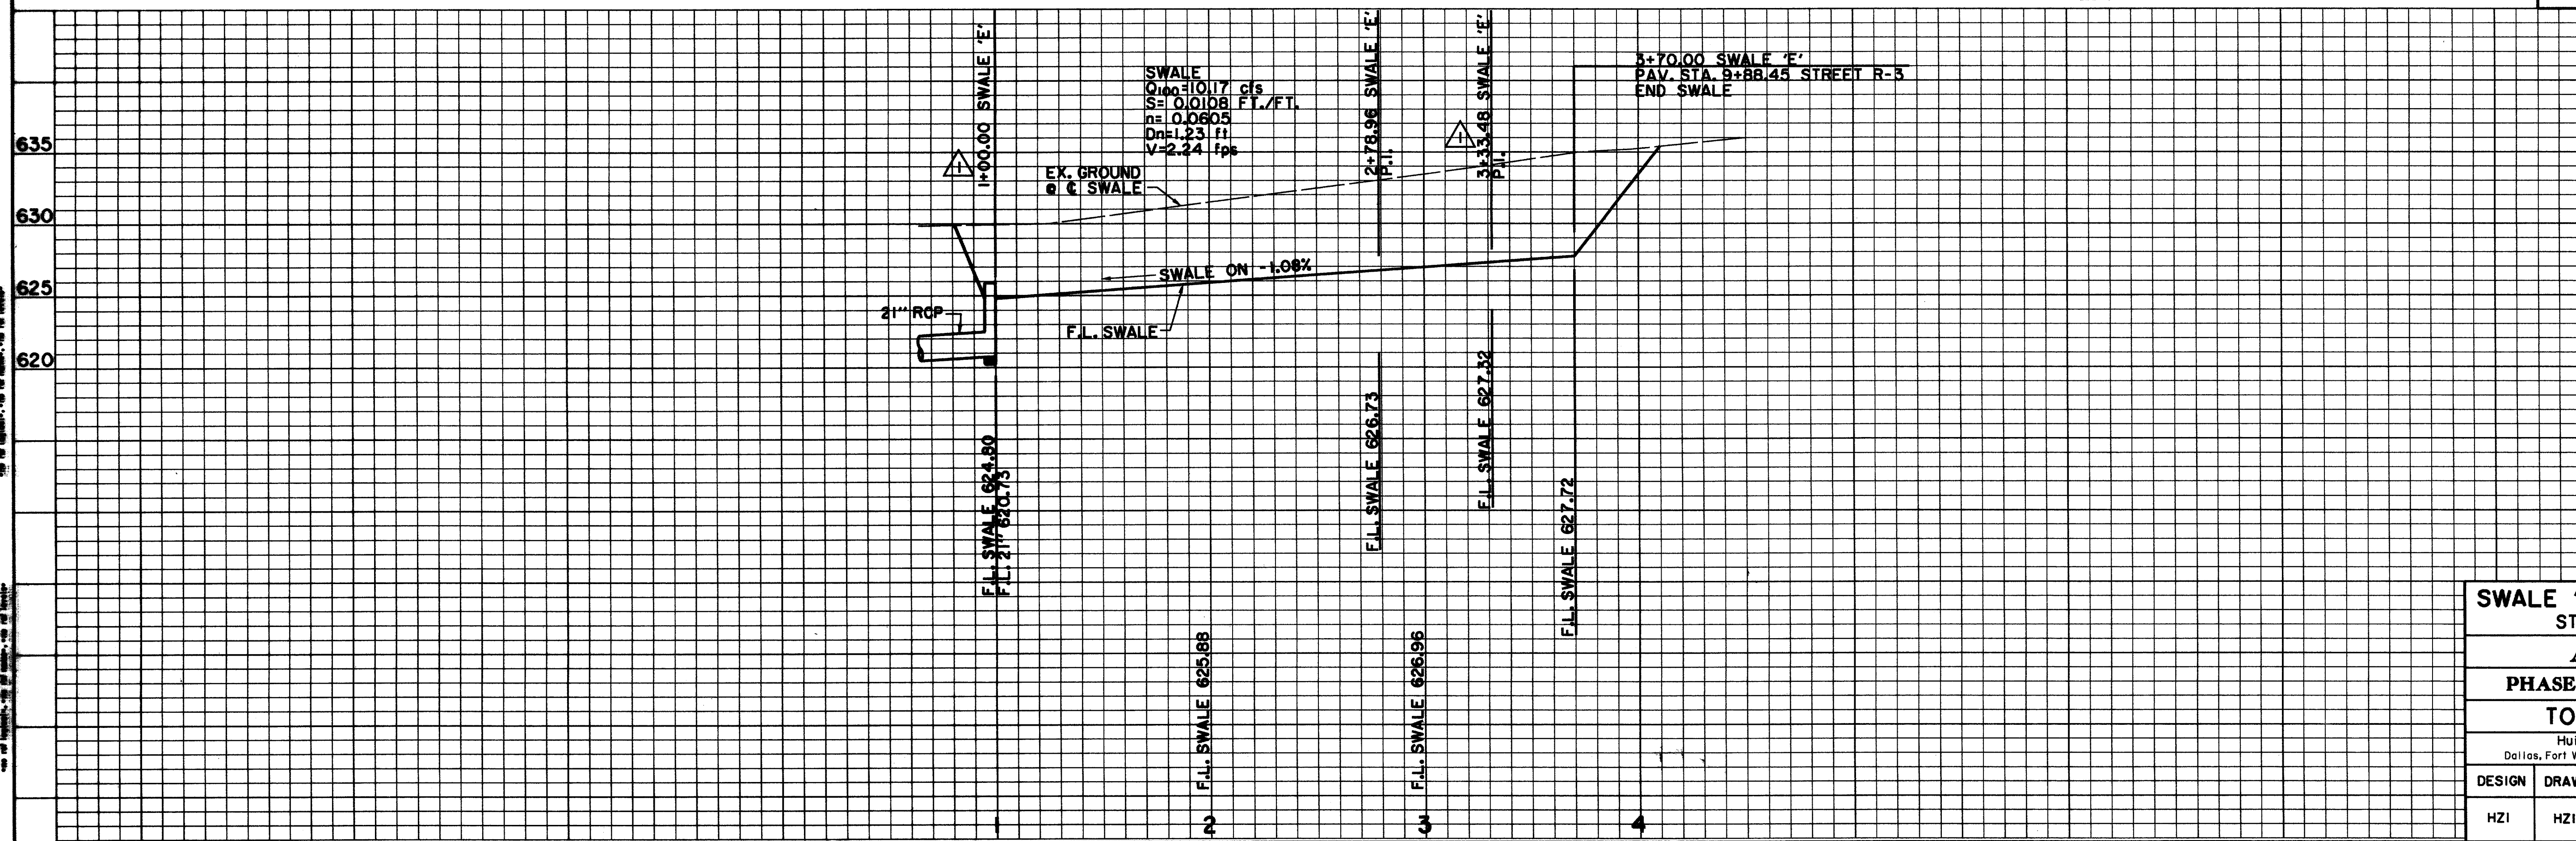 635
630
625
620
1+00.00 SWALE 'E'
1
SWALE
Q100=10.17 cfs
S= 0.0108 FT./FT.
n= 0.0605
Dn=1.23 ft
V=2.24 fps
EX. GROUND
@ ℄ SWALE
2+78.96 SWALE 'E'
P.I.
1
3+33.48 SWALE 'E'
P.I.
3+70.00 SWALE 'E'
PAV. STA. 9+88.45 STREET R-3
END SWALE
SWALE ON -1.08%
21" RCP
F.L. SWALE
F.L. SWALE 624.80
F.L. 21" 620.73
F.L. SWALE 625.88
F.L. SWALE 626.73
F.L. SWALE 626.96
F.L. SWALE 627.32
F.L. SWALE 627.72
1
2
3
4
SWALE '
ST
PHASE
TO
Hui
Dallas, Fort W
DESIGN
DRAW
HZI
HZI